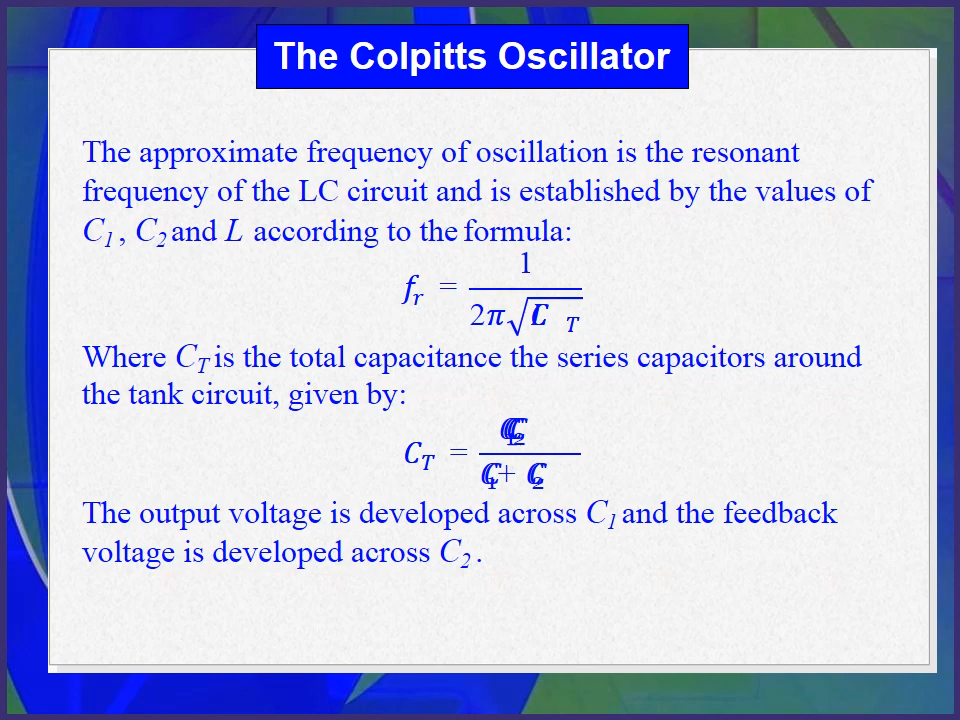 The Colpitts Oscillator
The approximate frequency of oscillation is the resonant
frequency of the LC circuit and is established by the values of
C1 , C2 and L according to the formula:
fr = 1 / 2π√ C T
Where CT is the total capacitance the series capacitors around
the tank circuit, given by:
CT = C1C2 / C1 + C2
The output voltage is developed across C1 and the feedback
voltage is developed across C2 .